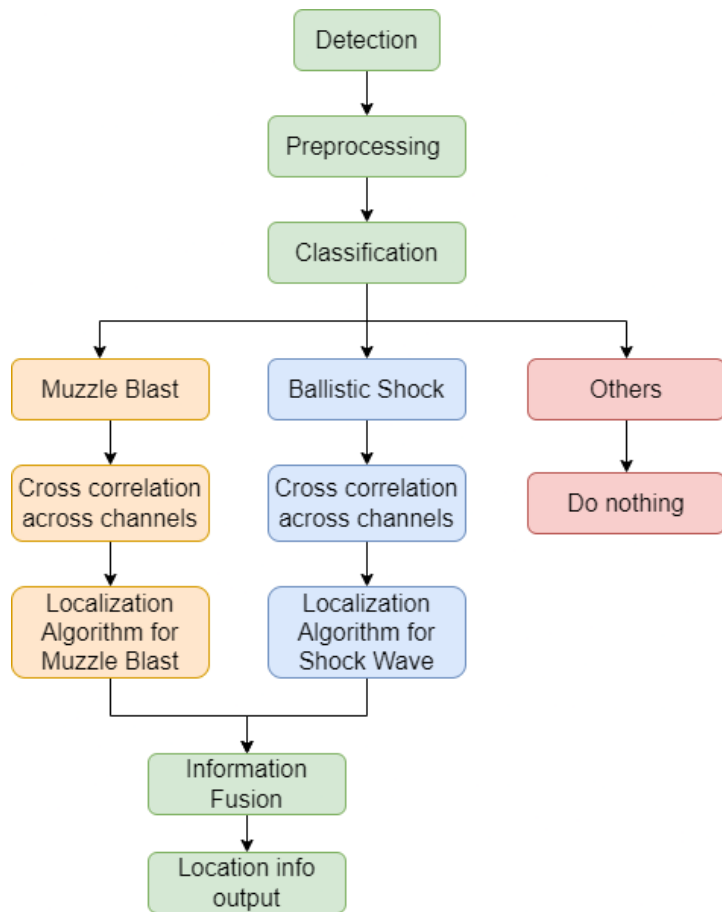 Detection
Preprocessing
Classification
Muzzle Blast
Ballistic Shock
Others
Cross correlation
across channels
Cross correlation
across channels
Do nothing
Localization
Algorithm for
Muzzle Blast
Localization
Algorithm for
Shock Wave
Information
Fusion
Location info
output